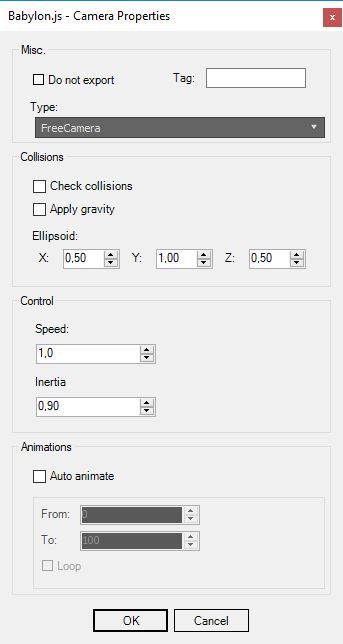 Babylon.js - Camera Properties
x
Misc.
Do not export Tag:
Type:
FreeCamera
Collisions
Check collisions
Apply gravity
Ellipsoid:
X: 0,50 Y: 1,00 Z: 0,50
Control
Speed:
1,0
Inertia
0,90
Animations
Auto animate
From: 0
To: 100
Loop
OK Cancel